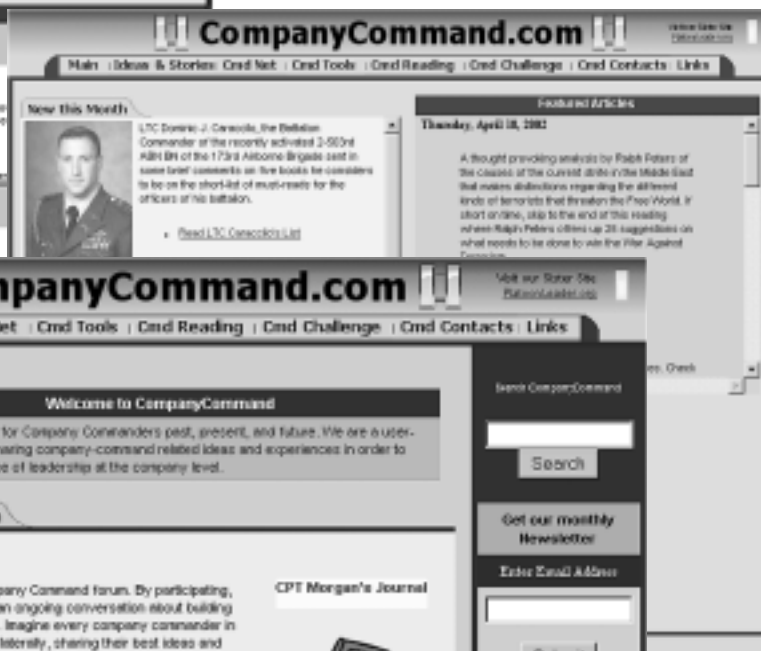 CompanyCommand.com
Main Ideas & Stories Cmd Net Cmd Tools Cmd Reading Cmd Challenge Cmd Contacts Links
New This Month
LTC Dominic J. Caraccilo, the Battalion
Commander of the recently activated 2-503rd
ABN BN of the 173rd Airborne Brigade sent in
some brief comments on five books he considers
to be on the short-list of must-reads for the
officers of his battalion.
Read LTC Caraccilo's List
Featured Articles
Thursday, April 18, 2002
A thought provoking analysis by Ralph Peters of
the causes of the current strife in the Middle East
that makes distinctions regarding the different
kinds of terrorists that threaten the Free World. If
short on time, skip to the end of this reading
where Ralph Peters offers up 28 suggestions on
what needs to be done to win the War Against
es. Check
mpanyCommand.com
Visit our Sister Site
PlatoonLeader.org
et Cmd Tools Cmd Reading Cmd Challenge Cmd Contacts Links
Welcome to CompanyCommand
for Company Commanders past, present, and future. We are a user-
aring company-command related ideas and experiences in order to
e of leadership at the company level.
Search CompanyCommand
Search
Get our monthly
Newsletter
Enter Email Address
pany Command forum. By participating,
an ongoing conversation about building
. Imagine every company commander in
laterally, sharing their best ideas and
CPT Morgan's Journal